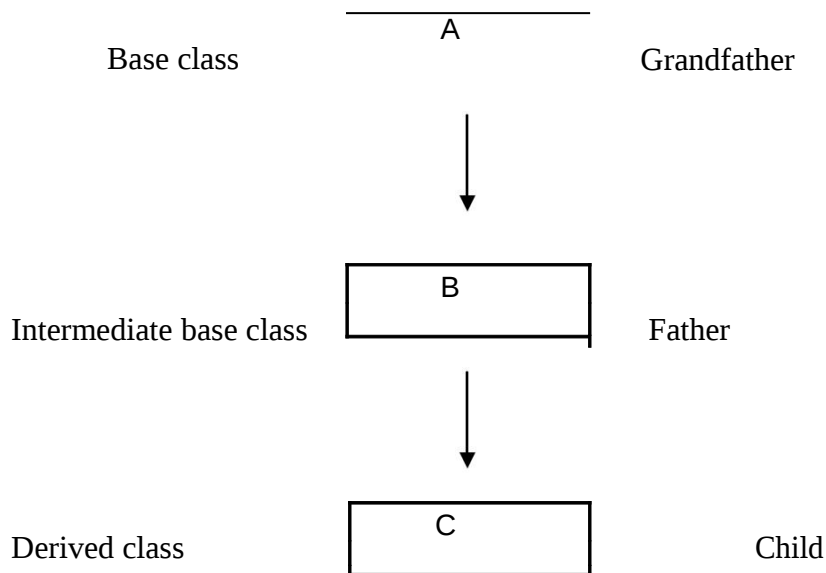 A
Base class Grandfather
B
Intermediate base class Father
C
Derived class Child